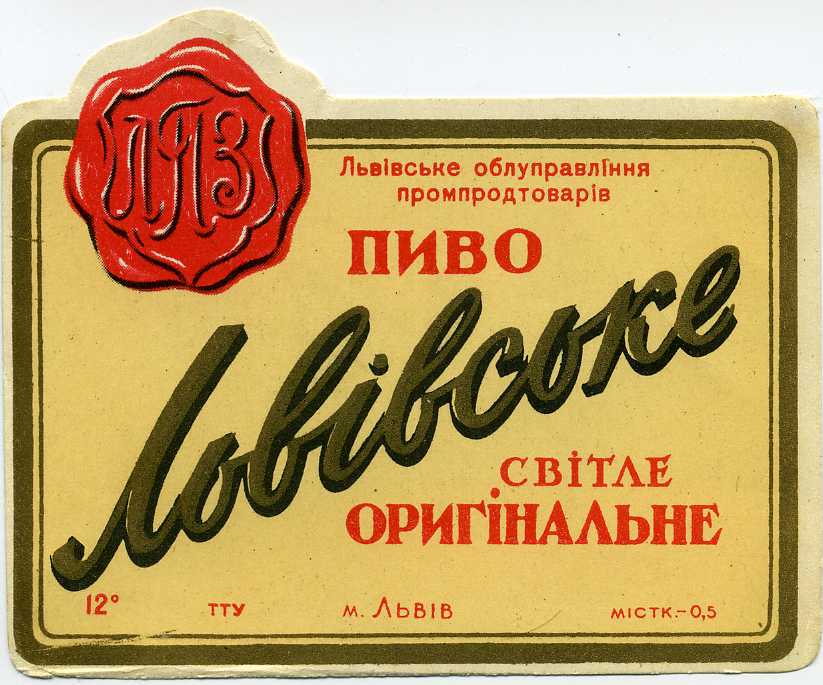 ЛПЗ
Львівське облуправління
промпродтоварів
ПИВО
Львівське
СВІТЛЕ
ОРИГІНАЛЬНЕ
12° ТТУ м. Львів МІСТК.-0,5